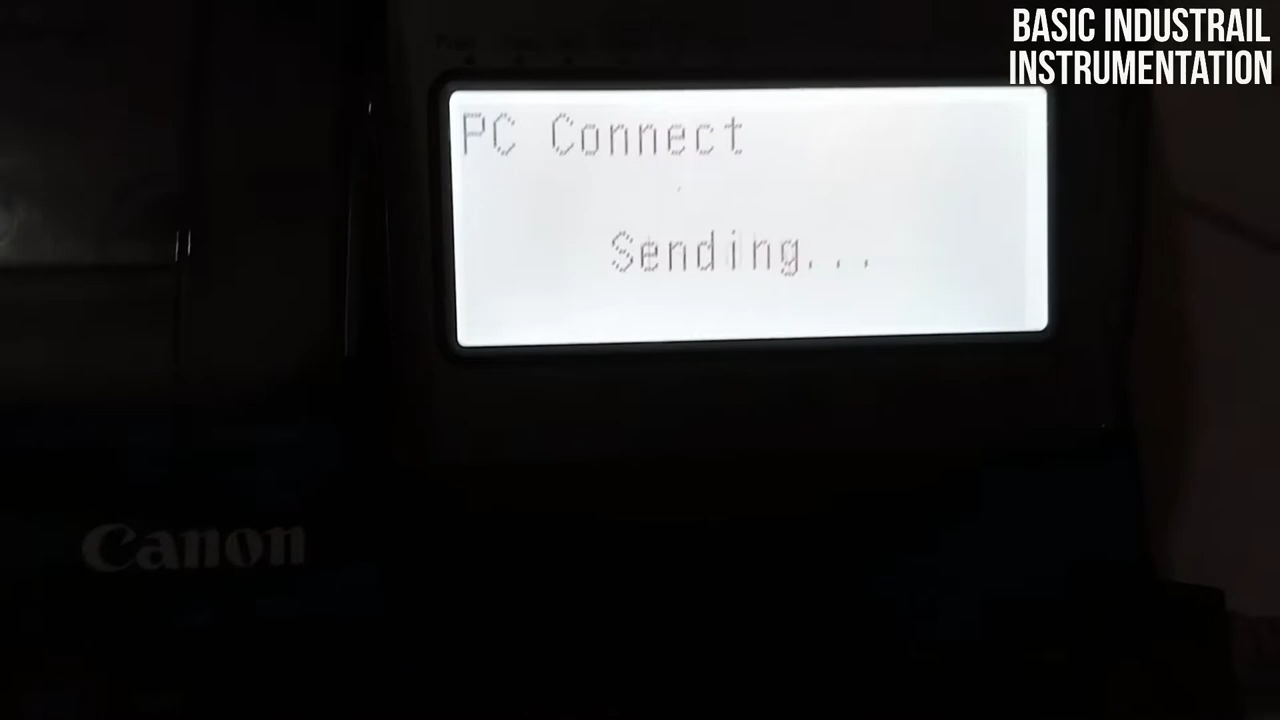 BASIC INDUSTRAIL
INSTRUMENTATION
PC Connect
Sending...
Canon